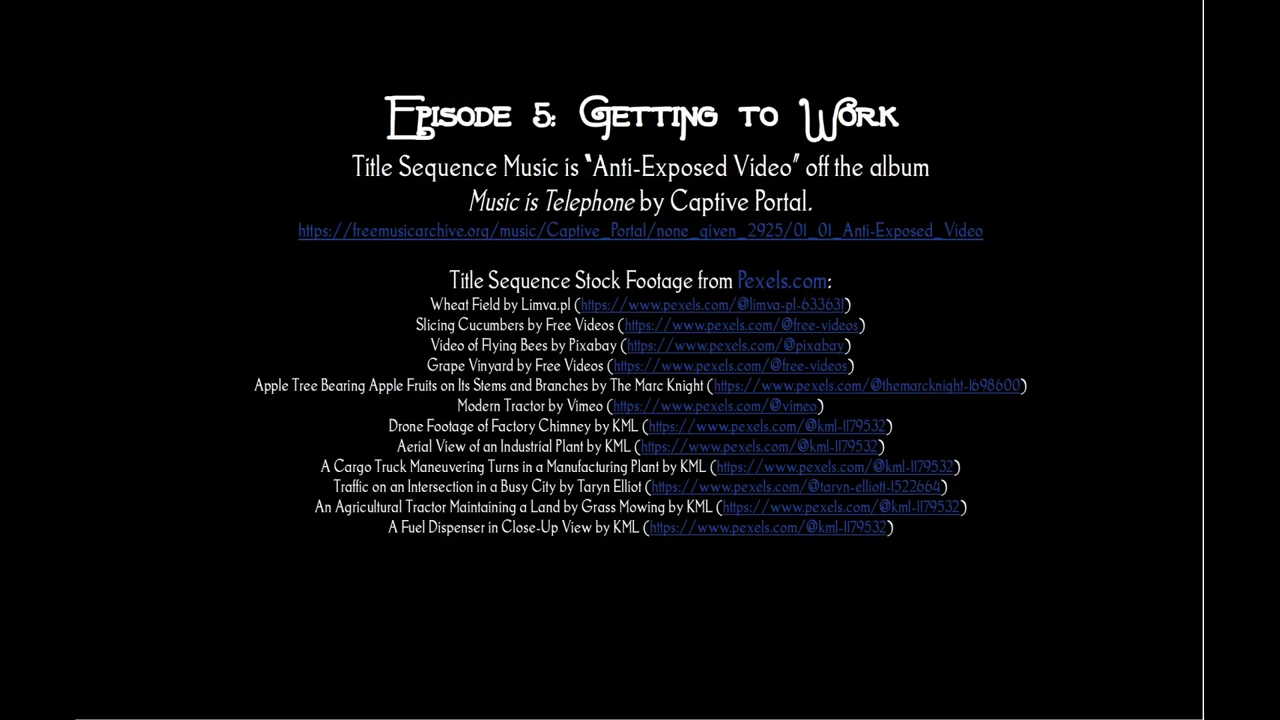 Episode 5: Getting to Work
Title Sequence Music is "Anti-Exposed Video" off the album
Music is Telephone by Captive Portal.
https://freemusicarchive.org/music/Captive_Portal/none_given_2925/01_01_Anti-Exposed_Video
Title Sequence Stock Footage from Pexels.com:
Wheat Field by Limva.pl (https://www.pexels.com/@limva-pl-633631)
Slicing Cucumbers by Free Videos (https://www.pexels.com/@free-videos)
Video of Flying Bees by Pixabay (https://www.pexels.com/@pixabay)
Grape Vinyard by Free Videos (https://www.pexels.com/@free-videos)
Apple Tree Bearing Apple Fruits on Its Stems and Branches by The Marc Knight (https://www.pexels.com/@themarcknight-1698600)
Modern Tractor by Vimeo (https://www.pexels.com/@vimeo)
Drone Footage of Factory Chimney by KML (https://www.pexels.com/@kml-1179532)
Aerial View of an Industrial Plant by KML (https://www.pexels.com/@kml-1179532)
A Cargo Truck Maneuvering Turns in a Manufacturing Plant by KML (https://www.pexels.com/@kml-1179532)
Traffic on an Intersection in a Busy City by Taryn Elliot (https://www.pexels.com/@taryn-elliott-1522664)
An Agricultural Tractor Maintaining a Land by Grass Mowing by KML (https://www.pexels.com/@kml-1179532)
A Fuel Dispenser in Close-Up View by KML (https://www.pexels.com/@kml-1179532)